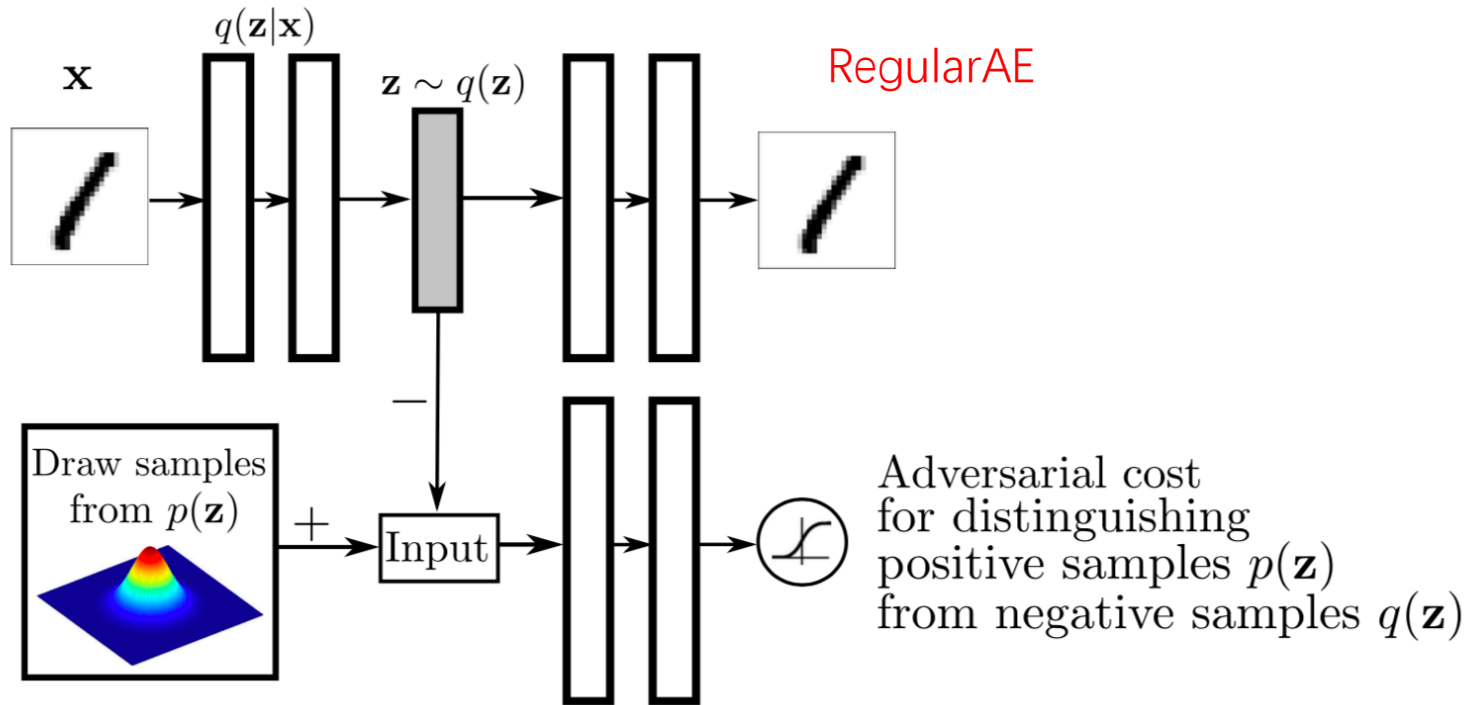 q(z|x)
x
z ∼ q(z)
RegularAE
−
Draw samples
from p(z)
+
Input
Adversarial cost
for distinguishing
positive samples p(z)
from negative samples q(z)